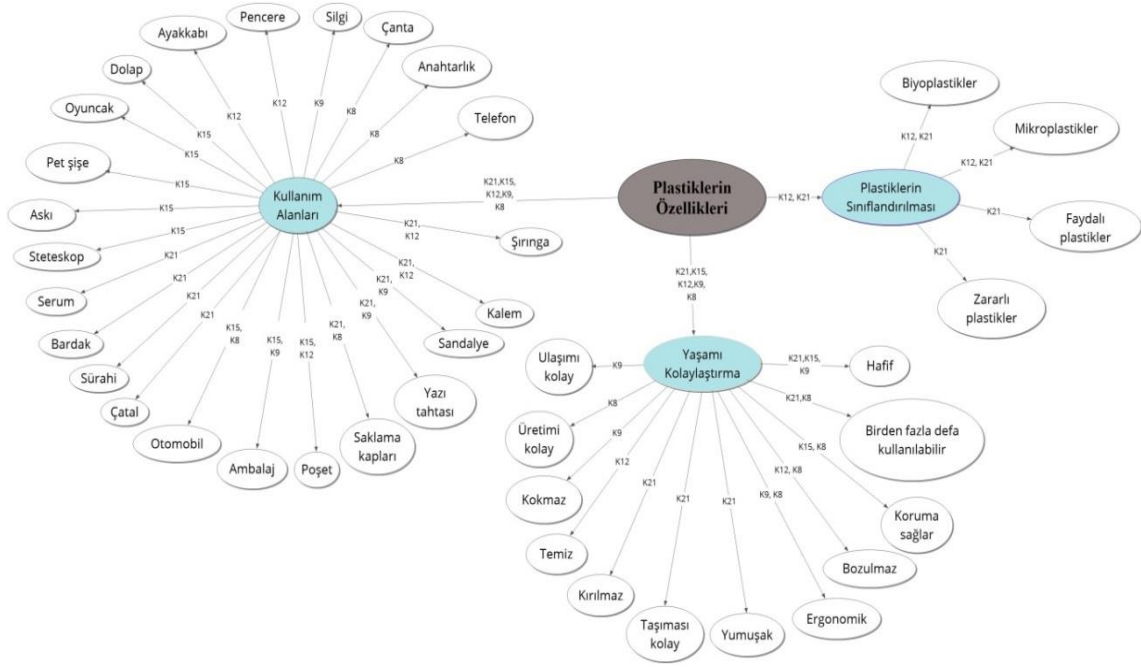 Plastiklerin
Özellikleri
K21,K15,
K12,K9,
K8
Kullanım
Alanları
K12
Ayakkabı
K12
Pencere
K9
Silgi
K8
Çanta
K8
Anahtarlık
K8
Telefon
K21,
K12
Şırınga
K21,
K12
Kalem
K21,
K9
Sandalye
K21,
K9
Yazı
tahtası
K21,
K8
Saklama
kapları
K15,
K12
Poşet
K15,
K9
Ambalaj
K15,
K8
Otomobil
K21
Çatal
K21
Sürahi
K21
Bardak
K21
Serum
K15
Steteskop
K15
Askı
K15
Pet şişe
K15
Oyuncak
K15
Dolap
K12, K21
Plastiklerin
Sınıflandırılması
K12, K21
Biyoplastikler
K12, K21
Mikroplastikler
K21
Faydalı
plastikler
K21
Zararlı
plastikler
K21,K15,
K12,K9,
K8
Yaşamı
Kolaylaştırma
K21,K15,
K9
Hafif
K21,K8
Birden fazla defa
kullanılabilir
K15, K8
Koruma
sağlar
K12, K8
Bozulmaz
K9, K8
Ergonomik
K21
Yumuşak
K21
Taşıması
kolay
K21
Kırılmaz
K12
Temiz
K9
Kokmaz
K8
Üretimi
kolay
K9
Ulaşımı
kolay